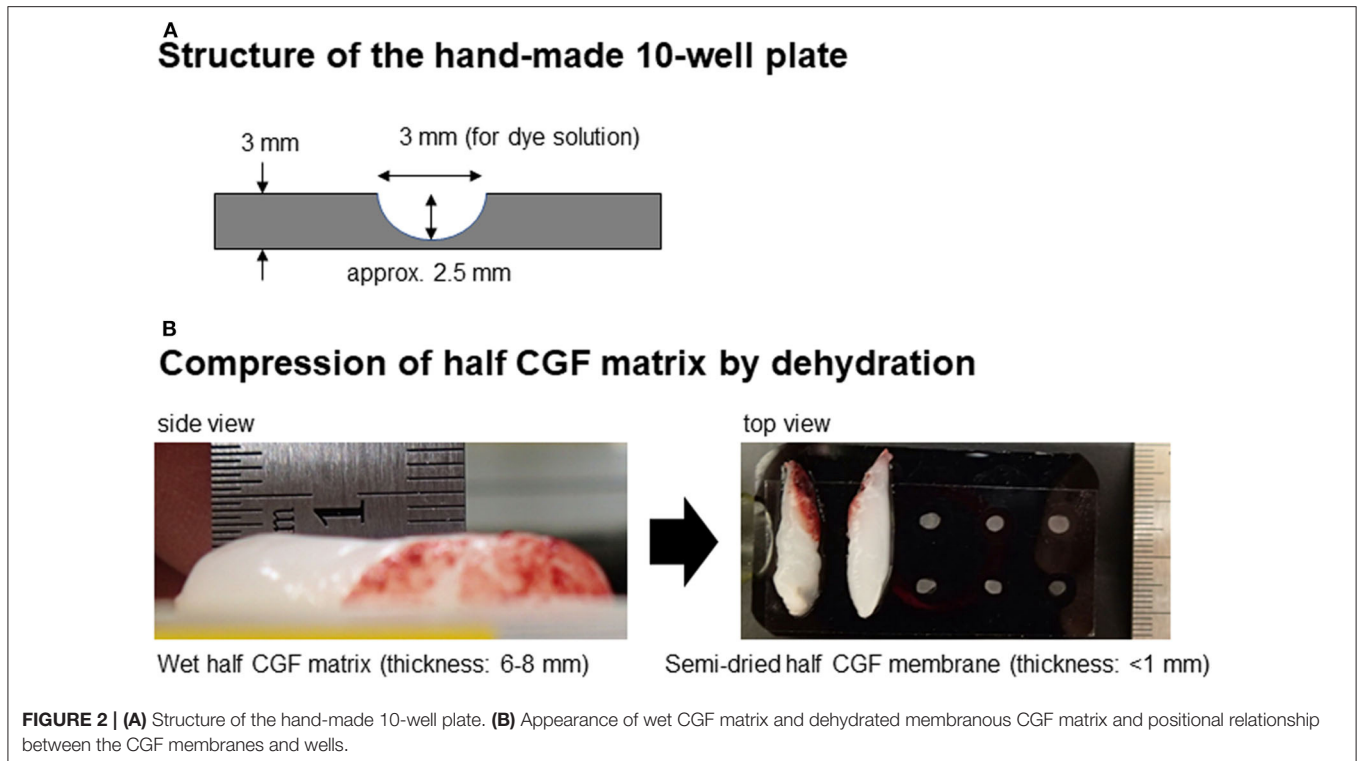 A
Structure of the hand-made 10-well plate
3 mm
3 mm (for dye solution)
approx. 2.5 mm
B
Compression of half CGF matrix by dehydration
side view
top view
m 1
Wet half CGF matrix (thickness: 6-8 mm)
Semi-dried half CGF membrane (thickness: <1 mm)
FIGURE 2 | (A) Structure of the hand-made 10-well plate. (B) Appearance of wet CGF matrix and dehydrated membranous CGF matrix and positional relationship
between the CGF membranes and wells.